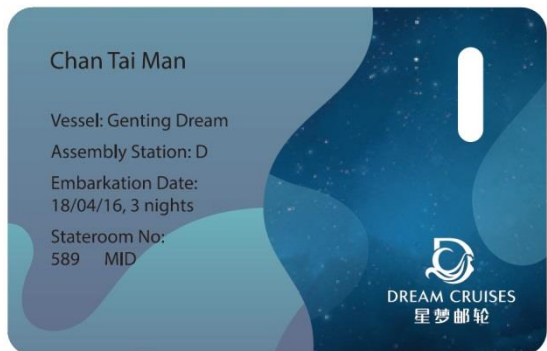 Chan Tai Man
Vessel: Genting Dream
Assembly Station: D
Embarkation Date:
18/04/16, 3 nights
Stateroom No:
589 MID
DREAM CRUISES
星梦邮轮